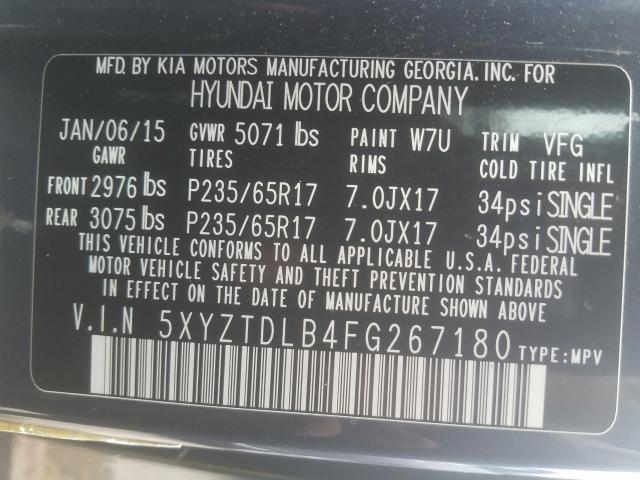 MFD. BY KIA MOTORS MANUFACTURING GEORGIA. INC. FOR
HYUNDAI MOTOR COMPANY
JAN/06/15 GVWR 5071 lbs PAINT W7U TRIM VFG
GAWR TIRES RIMS COLD TIRE INFL
FRONT 2976 lbs P235/65R17 7.0JX17 34psi SINGLE
REAR 3075 lbs P235/65R17 7.0JX17 34psi SINGLE
THIS VEHICLE CONFORMS TO ALL APPLICABLE U.S.A. FEDERAL
MOTOR VEHICLE SAFETY AND THEFT PREVENTION STANDARDS
IN EFFECT ON THE DATE OF MANUFACTURE SHOWN ABOVE.
V.I.N 5XYZTDLB4FG267180 TYPE:MPV